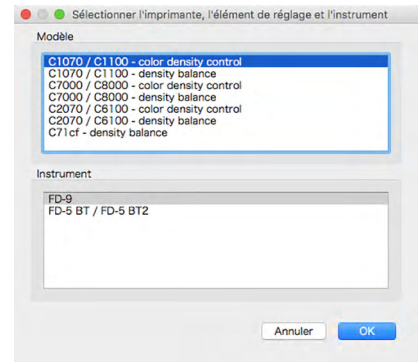 Sélectionner l'imprimante, l'élément de réglage et l'instrument
Modèle
C1070 / C1100 - color density control
C1070 / C1100 - density balance
C7000 / C8000 - color density control
C7000 / C8000 - density balance
C2070 / C6100 - color density control
C2070 / C6100 - density balance
C71cf - density balance
Instrument
FD-9
FD-5 BT / FD-5 BT2
Annuler
OK